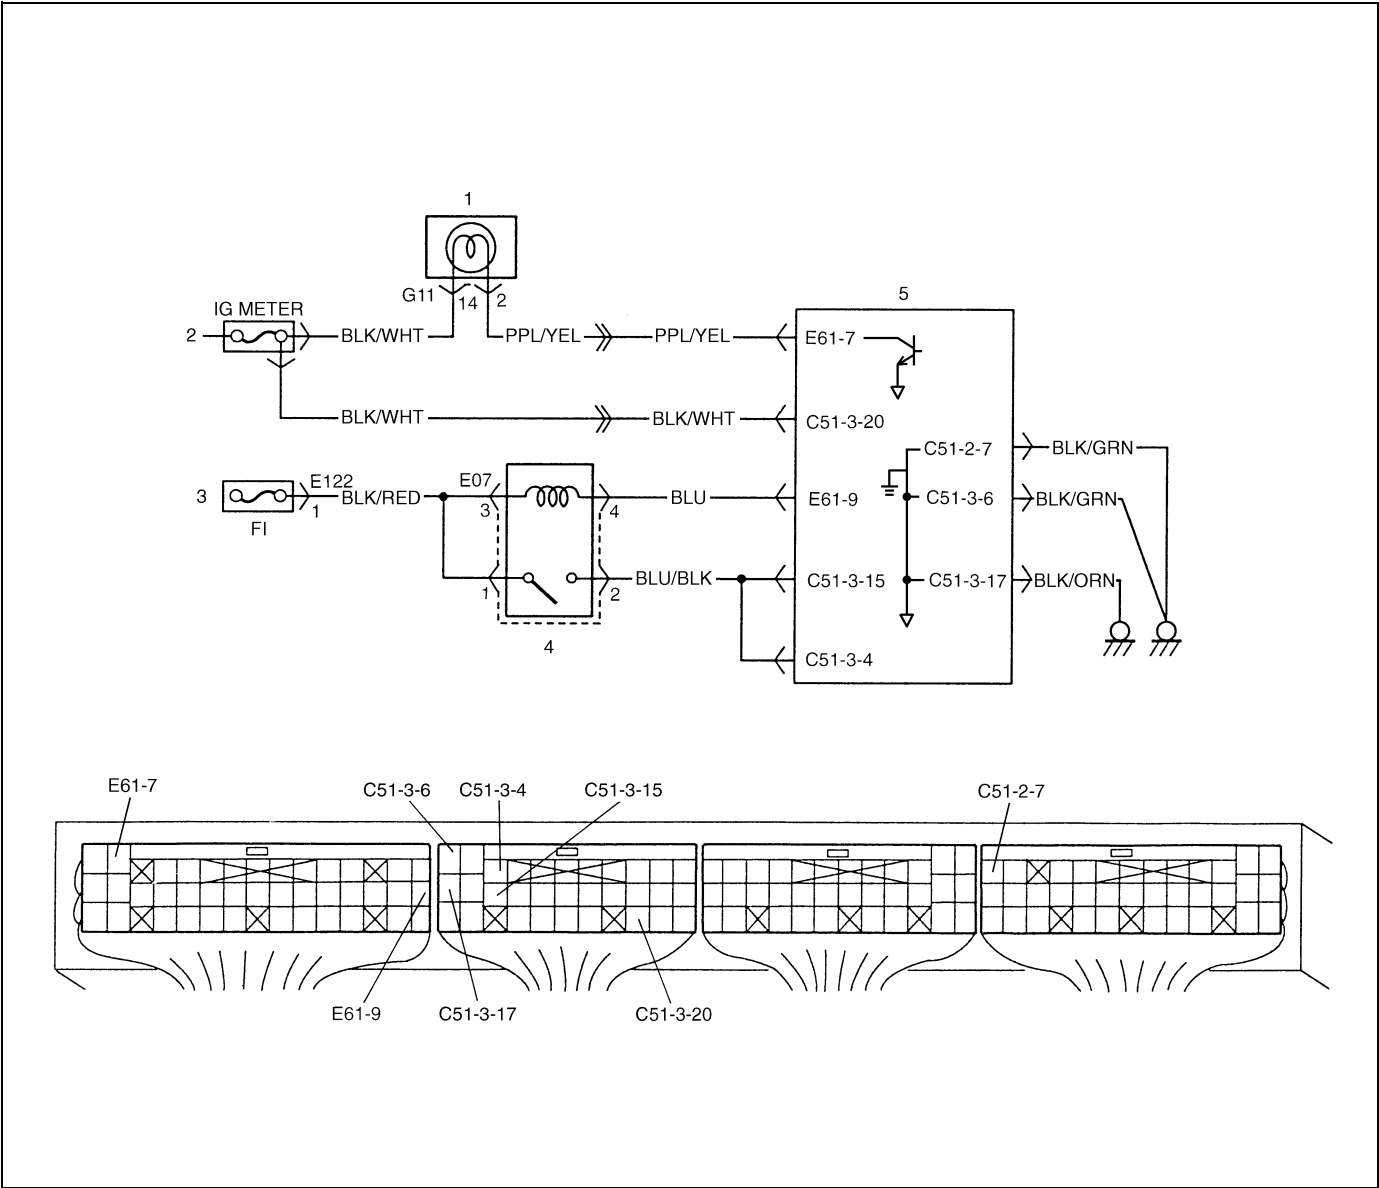 1
G11 14 2
IG METER
2
BLK/WHT
PPL/YEL
PPL/YEL
5
E61-7
BLK/WHT
BLK/WHT
C51-3-20
C51-2-7
BLK/GRN
3
E122
1
FI
BLK/RED
E07
3
4
BLU
E61-9
C51-3-6
BLK/GRN
1
2
BLU/BLK
C51-3-15
C51-3-17
BLK/ORN
4
C51-3-4
E61-7
C51-3-6
C51-3-4
C51-3-15
C51-2-7
E61-9
C51-3-17
C51-3-20